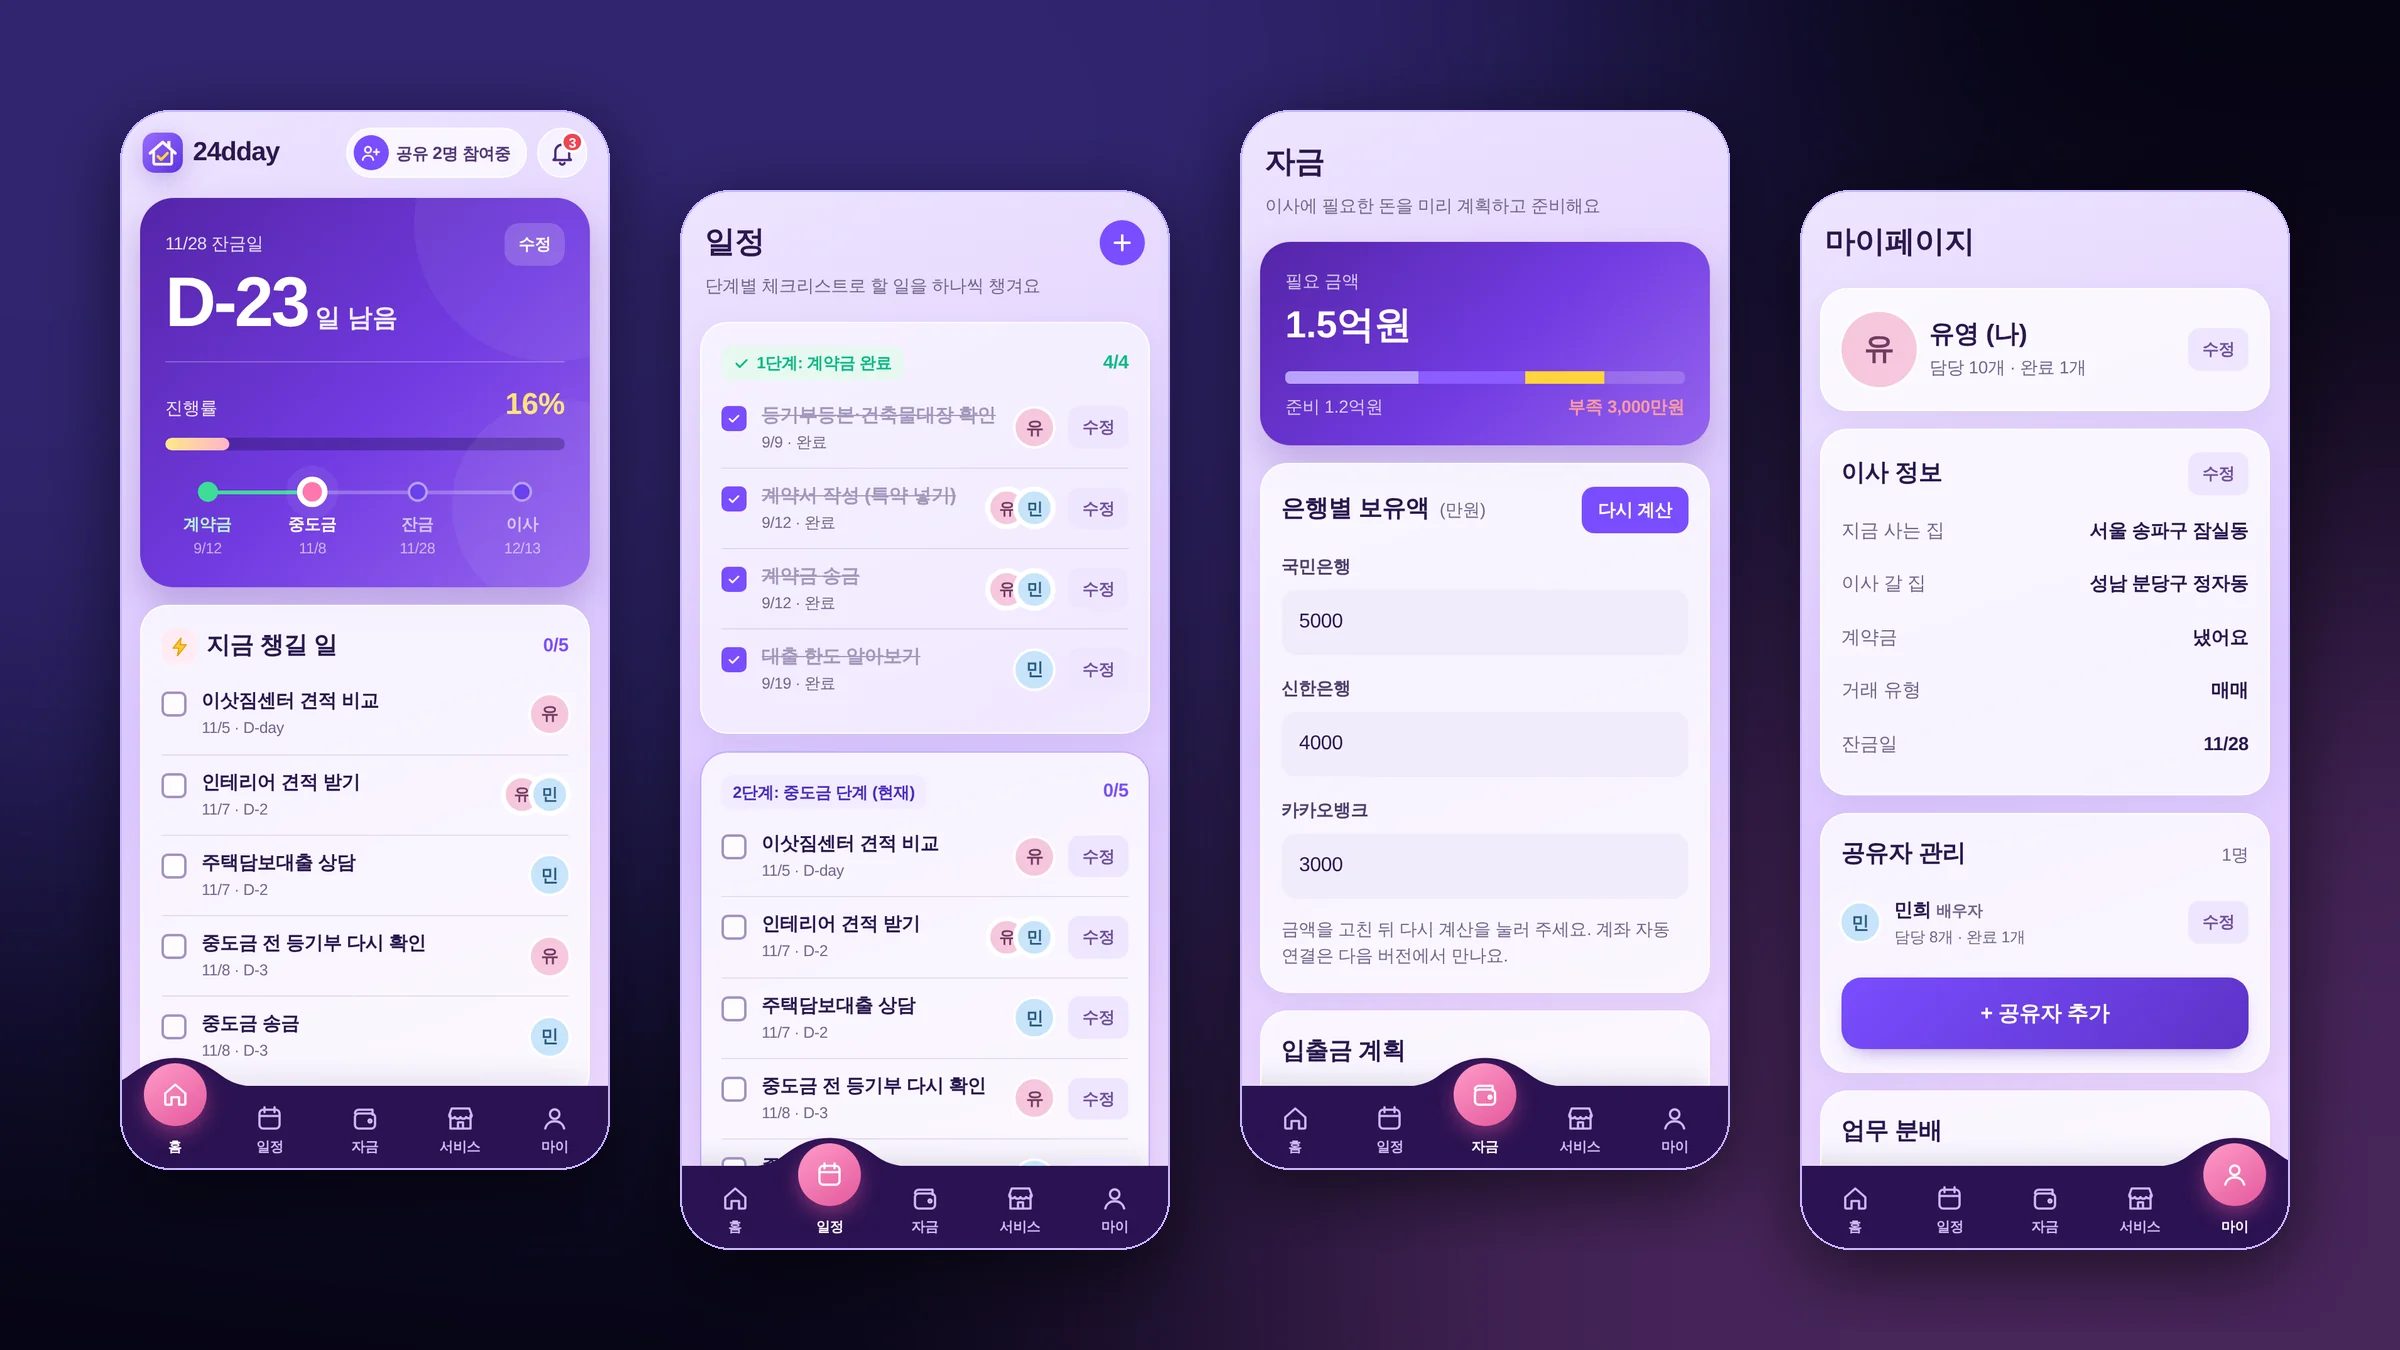 24dday
공유 2명 참여중
3
11/28 잔금일
수정
D-23 일 남음
진행률
16%
계약금
중도금
잔금
이사
9/12
11/8
11/28
12/13
지금 챙길 일
0/5
이삿짐센터 견적 비교
11/5 · D-day
유
인테리어 견적 받기
11/7 · D-2
유
민
주택담보대출 상담
11/7 · D-2
민
중도금 전 등기부 다시 확인
11/8 · D-3
유
중도금 송금
11/8 · D-3
민
홈
일정
자금
서비스
마이
일정
단계별 체크리스트로 할 일을 하나씩 챙겨요
1단계: 계약금 완료
4/4
등기부등본·건축물대장 확인
9/9 · 완료
유
수정
계약서 작성 (특약 넣기)
9/12 · 완료
유
민
수정
계약금 송금
9/12 · 완료
유
민
수정
대출 한도 알아보기
9/19 · 완료
민
수정
2단계: 중도금 단계 (현재)
0/5
이삿짐센터 견적 비교
11/5 · D-day
유
수정
인테리어 견적 받기
11/7 · D-2
유
민
수정
주택담보대출 상담
11/7 · D-2
민
수정
중도금 전 등기부 다시 확인
11/8 · D-3
유
수정
홈
일정
자금
서비스
마이
자금
이사에 필요한 돈을 미리 계획하고 준비해요
필요 금액
1.5억원
준비 1.2억원
부족 3,000만원
은행별 보유액 (만원)
다시 계산
국민은행
5000
신한은행
4000
카카오뱅크
3000
금액을 고친 뒤 다시 계산을 눌러 주세요. 계좌 자동
연결은 다음 버전에서 만나요.
입출금 계획
홈
일정
자금
서비스
마이
마이페이지
유
유영 (나)
담당 10개 · 완료 1개
수정
이사 정보
수정
지금 사는 집
서울 송파구 잠실동
이사 갈 집
성남 분당구 정자동
계약금
냈어요
거래 유형
매매
잔금일
11/28
공유자 관리
1명
민
민희 배우자
담당 8개 · 완료 1개
수정
+ 공유자 추가
업무 분배
홈
일정
자금
서비스
마이